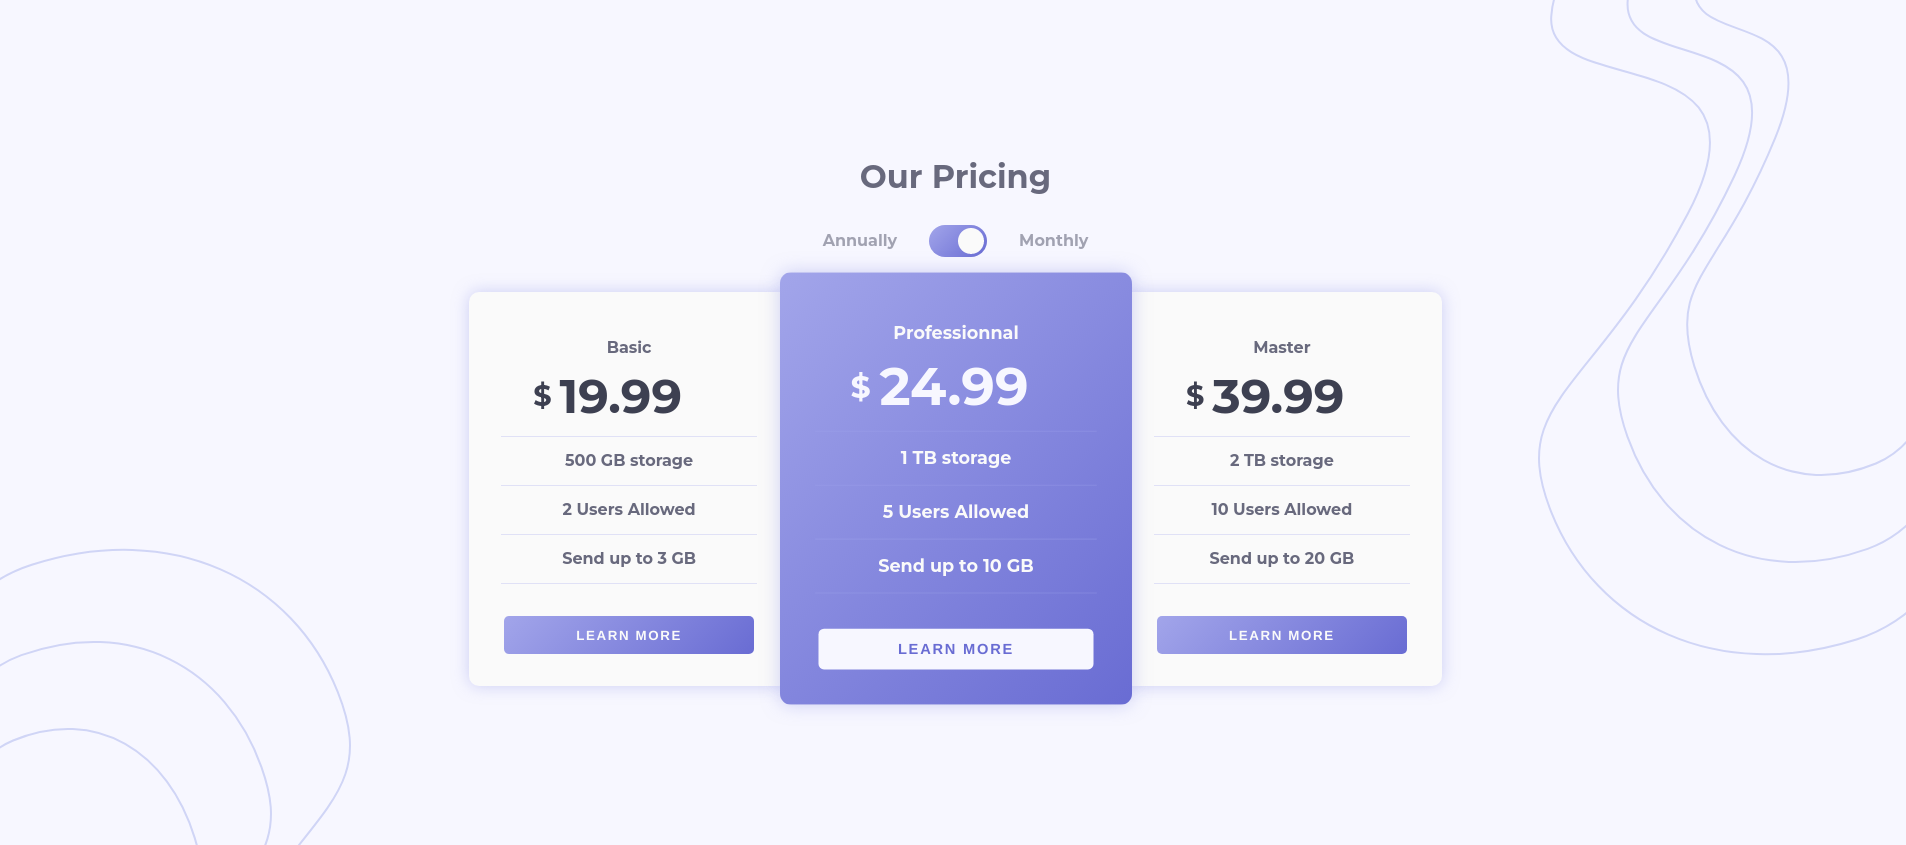 Our Pricing
Annually Monthly
Basic
$ 19.99
500 GB storage
2 Users Allowed
Send up to 3 GB
LEARN MORE
Professionnal
$ 24.99
1 TB storage
5 Users Allowed
Send up to 10 GB
LEARN MORE
Master
$ 39.99
2 TB storage
10 Users Allowed
Send up to 20 GB
LEARN MORE